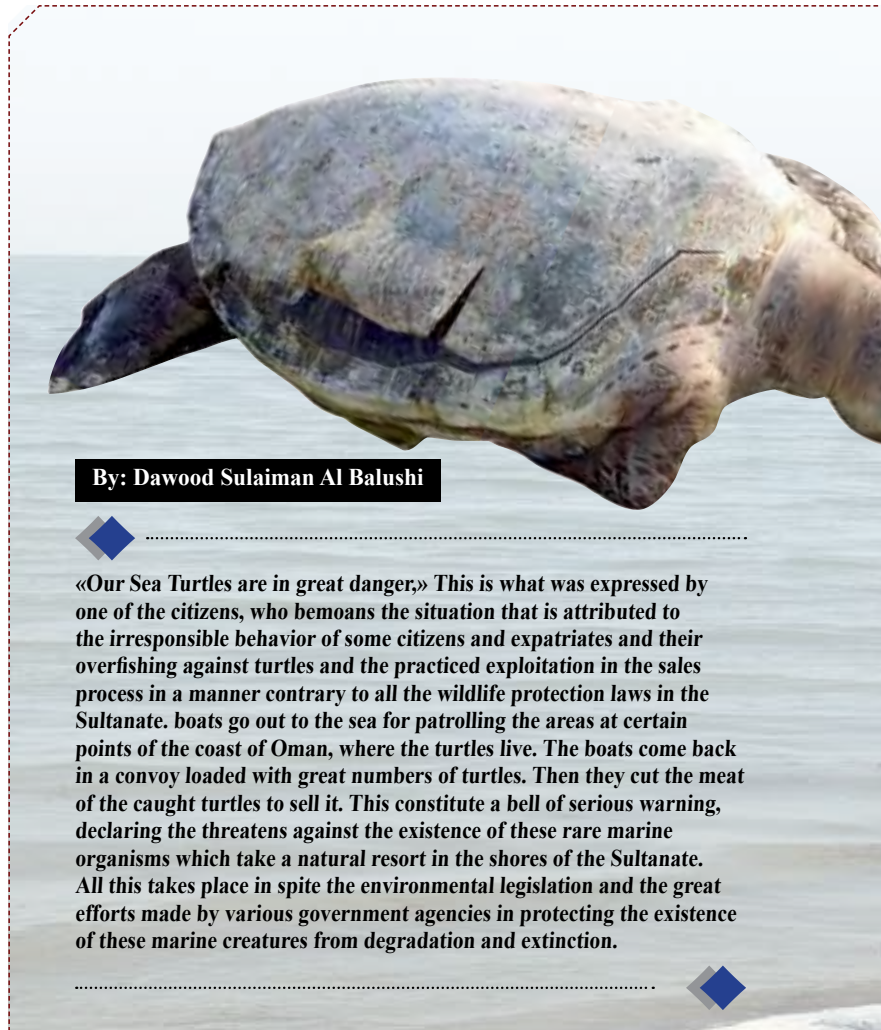 By: Dawood Sulaiman Al Balushi
«Our Sea Turtles are in great danger,» This is what was expressed by
one of the citizens, who bemoans the situation that is attributed to
the irresponsible behavior of some citizens and expatriates and their
overfishing against turtles and the practiced exploitation in the sales
process in a manner contrary to all the wildlife protection laws in the
Sultanate. boats go out to the sea for patrolling the areas at certain
points of the coast of Oman, where the turtles live. The boats come back
in a convoy loaded with great numbers of turtles. Then they cut the meat
of the caught turtles to sell it. This constitute a bell of serious warning,
declaring the threatens against the existence of these rare marine
organisms which take a natural resort in the shores of the Sultanate.
All this takes place in spite the environmental legislation and the great
efforts made by various government agencies in protecting the existence
of these marine creatures from degradation and extinction.